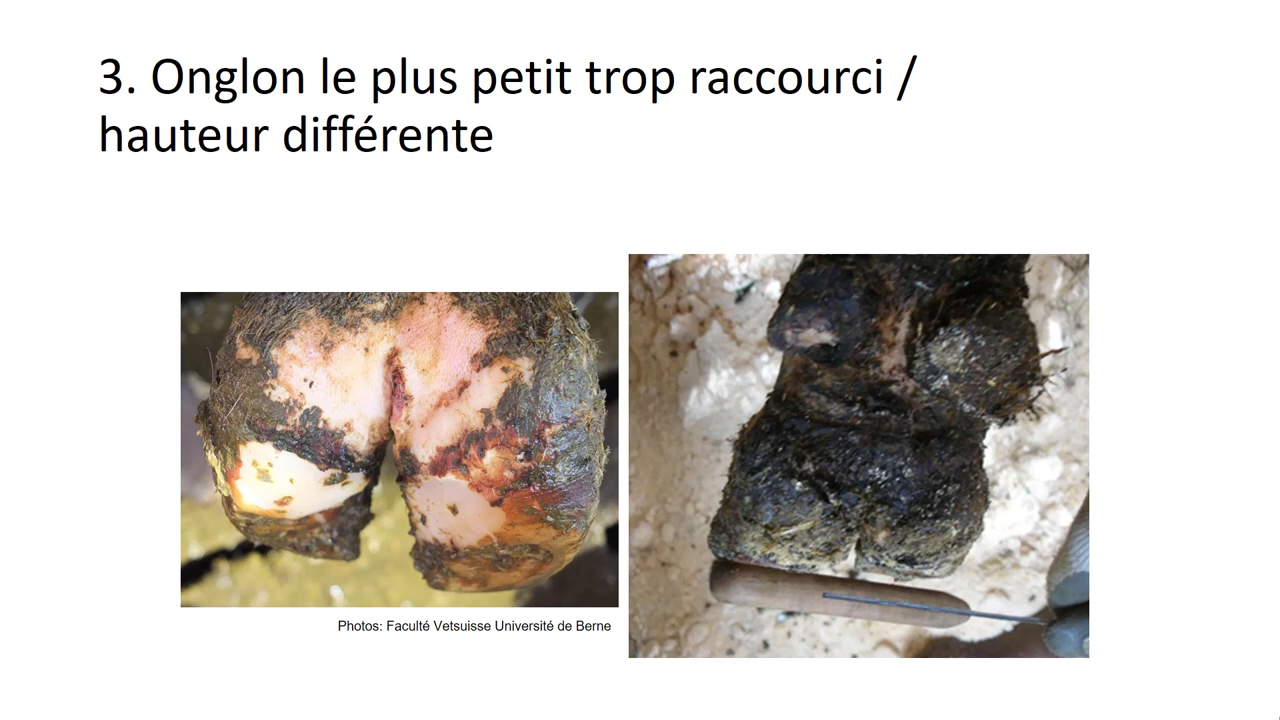 3. Onglon le plus petit trop raccourci /
hauteur différente
Photos: Faculté Vetsuisse Université de Berne